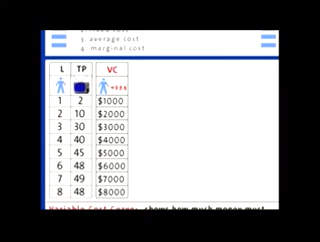 3. average cost
4. marginal cost
L TP VC
=$$$
1 2 $1000
2 10 $2000
3 30 $3000
4 40 $4000
5 45 $5000
6 48 $6000
7 49 $7000
8 48 $8000
Variable Cost Curve: shows how much money must